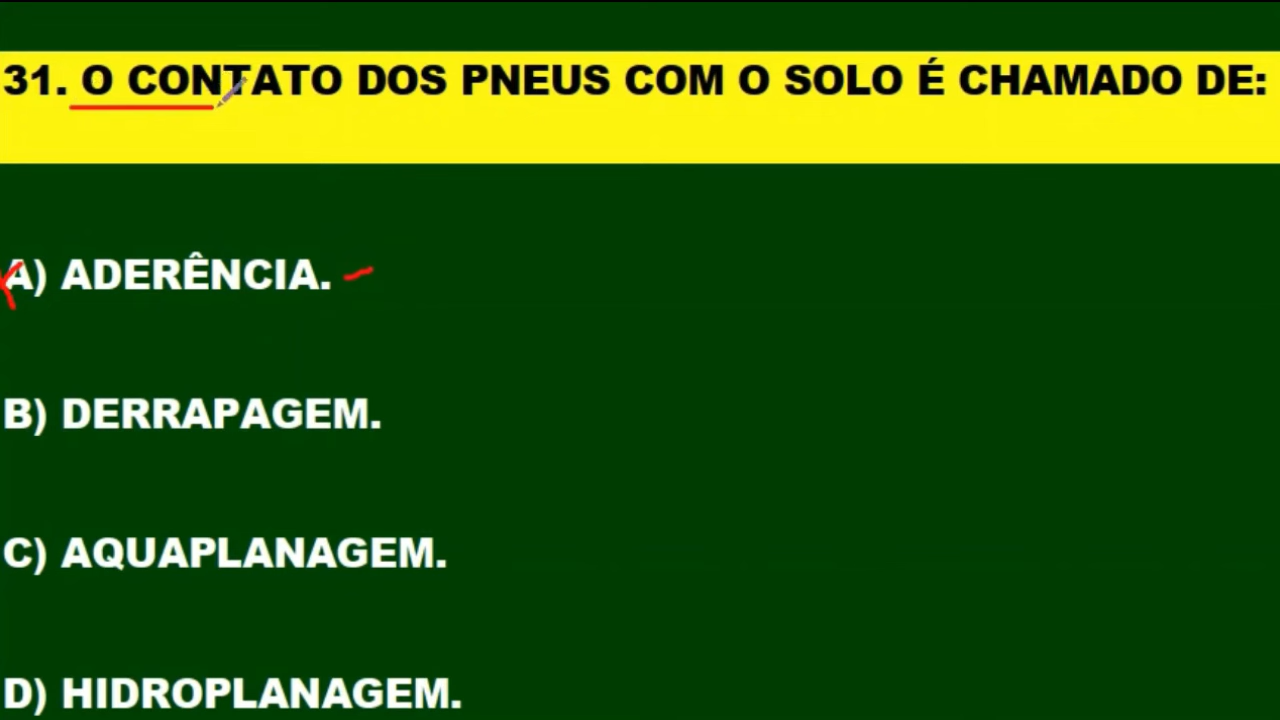 31. O CONTATO DOS PNEUS COM O SOLO É CHAMADO DE:
A) ADERÊNCIA.
B) DERRAPAGEM.
C) AQUAPLANAGEM.
D) HIDROPLANAGEM.